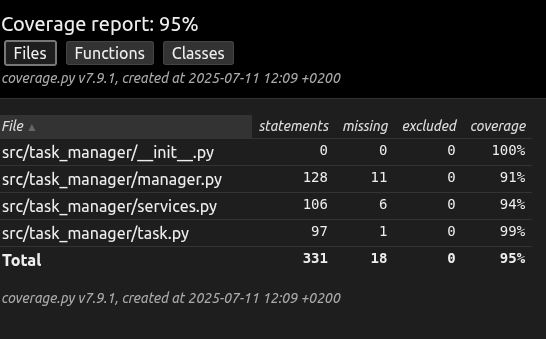 Coverage report: 95%
Files Functions Classes
coverage.py v7.9.1, created at 2025-07-11 12:09 +0200
File ▲ statements missing excluded coverage
src/task_manager/__init__.py 0 0 0 100%
src/task_manager/manager.py 128 11 0 91%
src/task_manager/services.py 106 6 0 94%
src/task_manager/task.py 97 1 0 99%
Total 331 18 0 95%
coverage.py v7.9.1, created at 2025-07-11 12:09 +0200